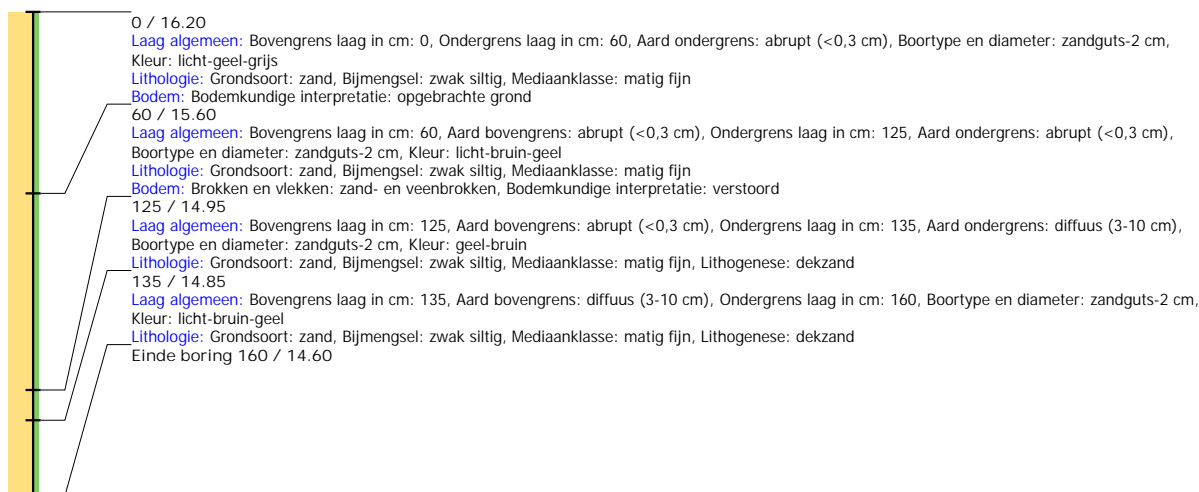 0 / 16.20
Laag algemeen: Bovengrens laag in cm: 0, Ondergrens laag in cm: 60, Aard ondergrens: abrupt (<0,3 cm), Boortype en diameter: zandguts-2 cm,
Kleur: licht-geel-grijs
Lithologie: Grondsoort: zand, Bijmengsel: zwak siltig, Mediaanklasse: matig fijn
Bodem: Bodemkundige interpretatie: opgebrachte grond
60 / 15.60
Laag algemeen: Bovengrens laag in cm: 60, Aard bovengrens: abrupt (<0,3 cm), Ondergrens laag in cm: 125, Aard ondergrens: abrupt (<0,3 cm),
Boortype en diameter: zandguts-2 cm, Kleur: licht-bruin-geel
Lithologie: Grondsoort: zand, Bijmengsel: zwak siltig, Mediaanklasse: matig fijn
Bodem: Brokken en vlekken: zand- en veenbrokken, Bodemkundige interpretatie: verstoord
125 / 14.95
Laag algemeen: Bovengrens laag in cm: 125, Aard bovengrens: abrupt (<0,3 cm), Ondergrens laag in cm: 135, Aard ondergrens: diffuus (3-10 cm),
Boortype en diameter: zandguts-2 cm, Kleur: geel-bruin
Lithologie: Grondsoort: zand, Bijmengsel: zwak siltig, Mediaanklasse: matig fijn, Lithogenese: dekzand
135 / 14.85
Laag algemeen: Bovengrens laag in cm: 135, Aard bovengrens: diffuus (3-10 cm), Ondergrens laag in cm: 160, Boortype en diameter: zandguts-2 cm,
Kleur: licht-bruin-geel
Lithologie: Grondsoort: zand, Bijmengsel: zwak siltig, Mediaanklasse: matig fijn, Lithogenese: dekzand
Einde boring 160 / 14.60